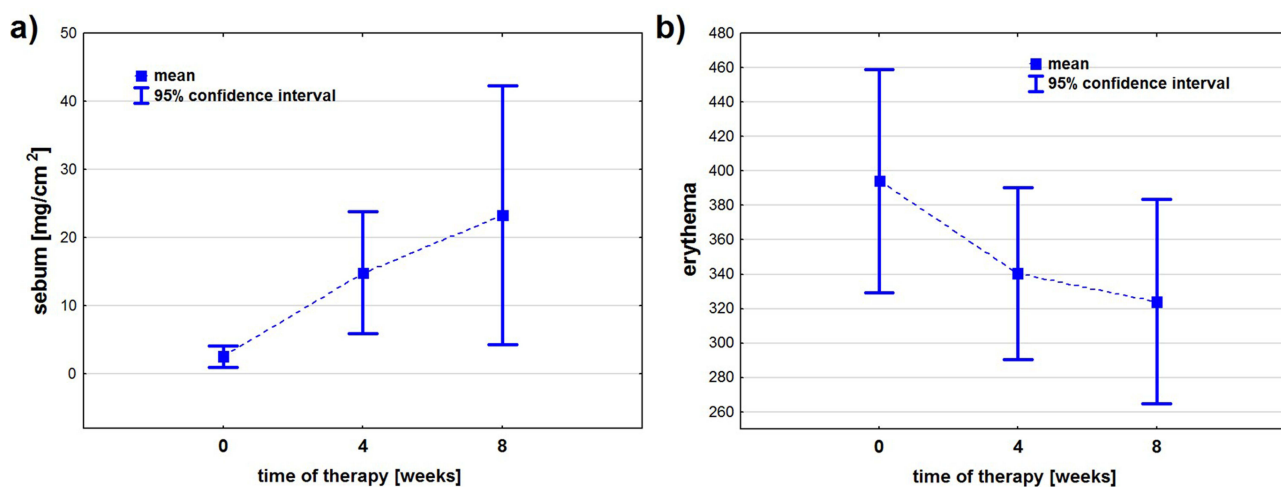 a)
sebum [mg/cm²]
50
40
30
20
10
0
mean
95% confidence interval
0 4 8
time of therapy [weeks]
b)
erythema
480
460
440
420
400
380
360
340
320
300
280
260
mean
95% confidence interval
0 4 8
time of therapy [weeks]